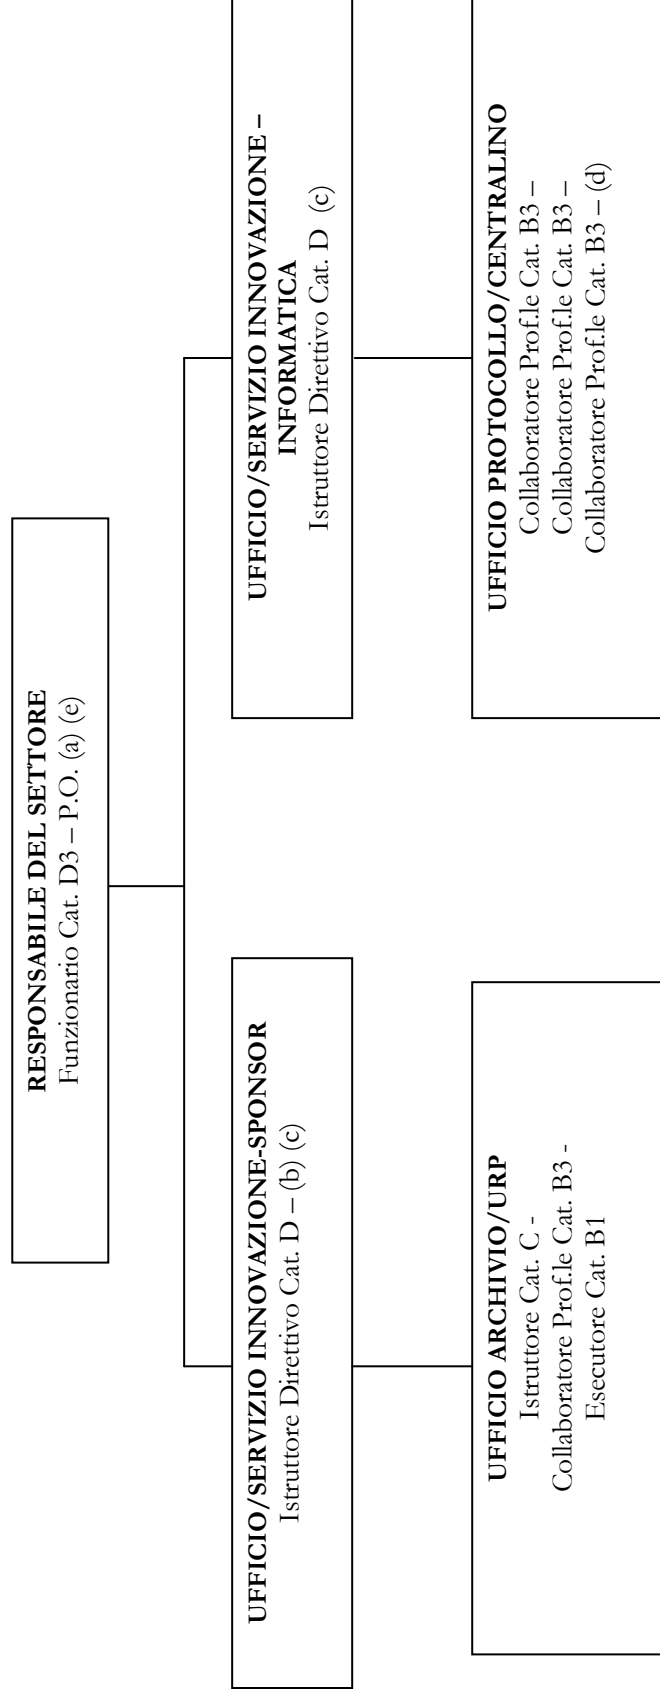 RESPONSABILE DEL SETTORE
Funzionario Cat. D3 – P.O. (a) (e)
UFFICIO/SERVIZIO INNOVAZIONE-SPONSOR
Istruttore Direttivo Cat. D – (b) (c)
UFFICIO/SERVIZIO INNOVAZIONE –
INFORMATICA
Istruttore Direttivo Cat. D (c)
UFFICIO ARCHIVIO/URP
Istruttore Cat. C -
Collaboratore Prof.le Cat. B3 -
Esecutore Cat. B1
UFFICIO PROTOCOLLO/CENTRALINO
Collaboratore Prof.le Cat. B3 –
Collaboratore Prof.le Cat. B3 –
Collaboratore Prof.le Cat. B3 – (d)